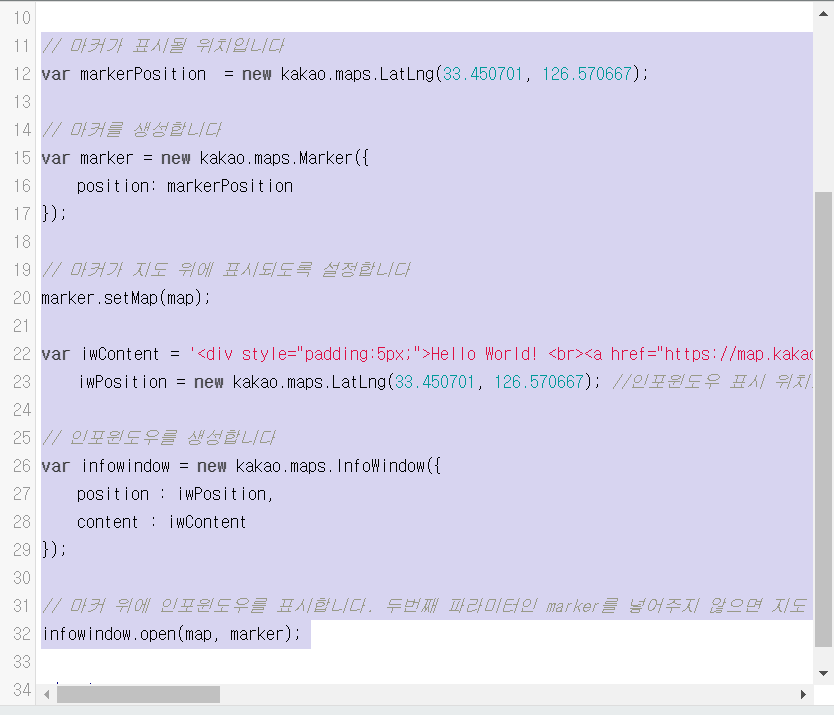 10
11 // 마커가 표시될 위치입니다
12 var markerPosition  = new kakao.maps.LatLng(33.450701, 126.570667);
13
14 // 마커를 생성합니다
15 var marker = new kakao.maps.Marker({
16     position: markerPosition
17 });
18
19 // 마커가 지도 위에 표시되도록 설정합니다
20 marker.setMap(map);
21
22 var iwContent = '<div style="padding:5px;">Hello World! <br><a href="https://map.kakao
23     iwPosition = new kakao.maps.LatLng(33.450701, 126.570667); //인포윈도우 표시 위치
24
25 // 인포윈도우를 생성합니다
26 var infowindow = new kakao.maps.InfoWindow({
27     position : iwPosition,
28     content : iwContent
29 });
30
31 // 마커 위에 인포윈도우를 표시합니다. 두번째 파라미터인 marker를 넣어주지 않으면 지도
32 infowindow.open(map, marker);
33
34